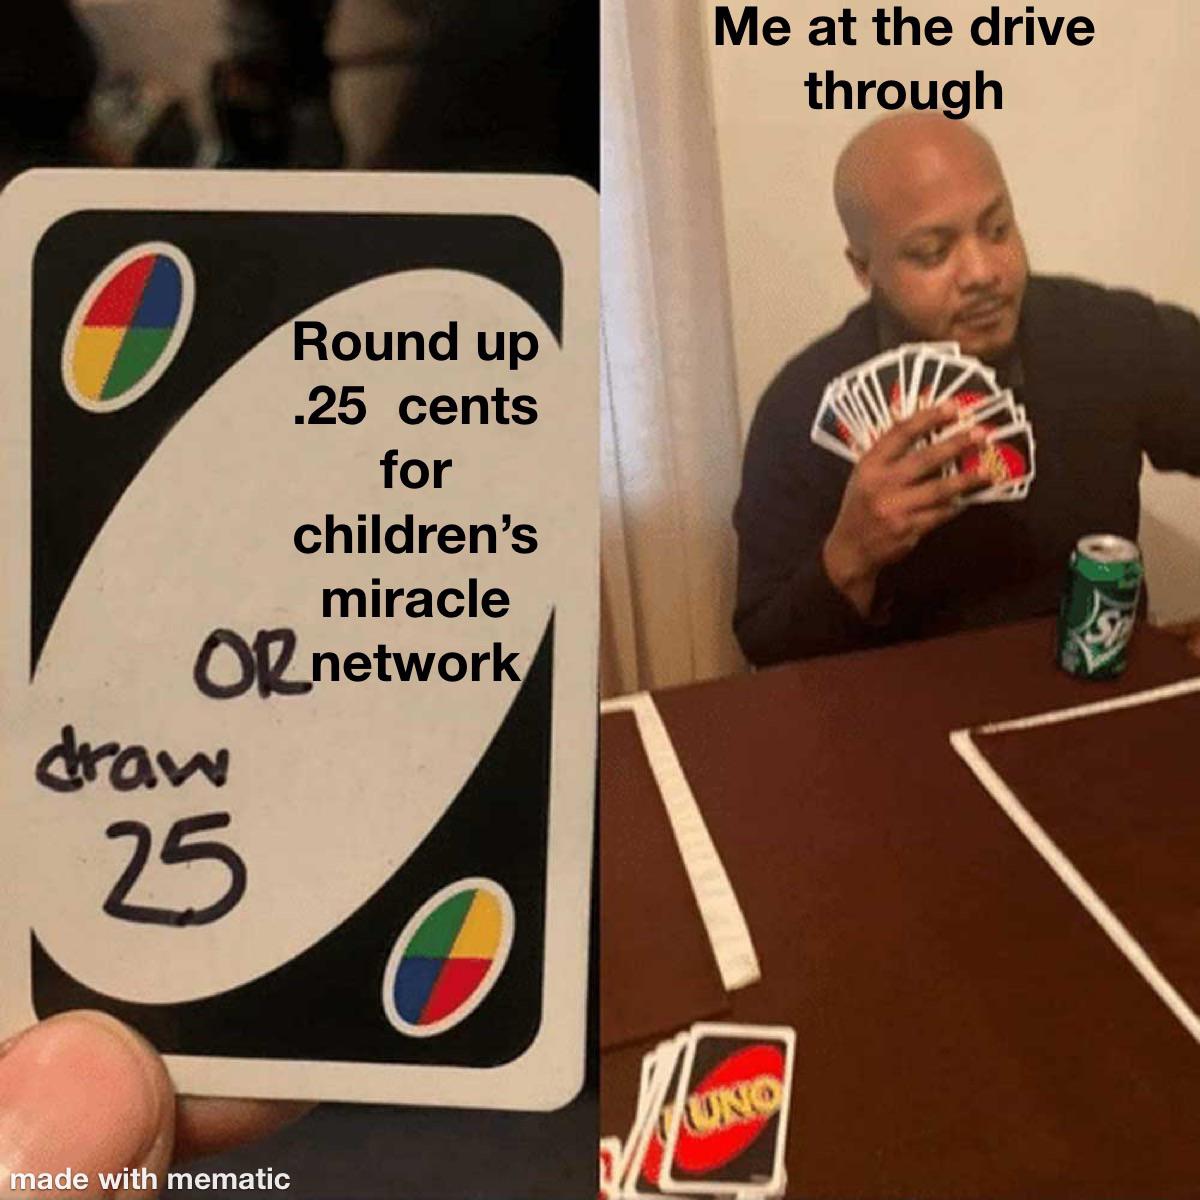 Me at the drive
through
Round up
.25 cents
for
children’s
miracle
network
OR
draw
25
SP
UNO
made with mematic